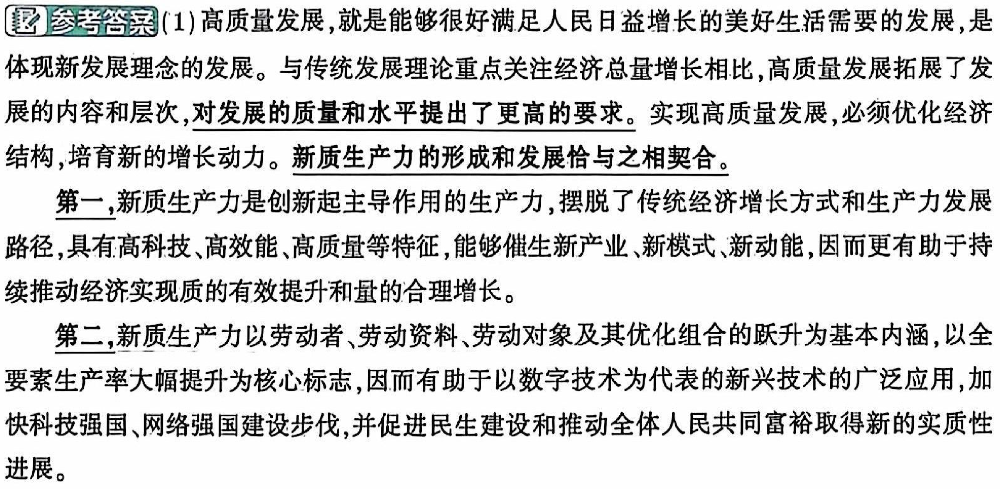 参考答案(1)高质量发展,就是能够很好满足人民日益增长的美好生活需要的发展,是
体现新发展理念的发展。与传统发展理论重点关注经济总量增长相比,高质量发展拓展了发
展的内容和层次,对发展的质量和水平提出了更高的要求。实现高质量发展,必须优化经济
结构,培育新的增长动力。新质生产力的形成和发展恰与之相契合。
第一,新质生产力是创新起主导作用的生产力,摆脱了传统经济增长方式和生产力发展
路径,具有高科技、高效能、高质量等特征,能够催生新产业、新模式、新动能,因而更有助于持
续推动经济实现质的有效提升和量的合理增长。
第二,新质生产力以劳动者、劳动资料、劳动对象及其优化组合的跃升为基本内涵,以全
要素生产率大幅提升为核心标志,因而有助于以数字技术为代表的新兴技术的广泛应用,加
快科技强国、网络强国建设步伐,并促进民生建设和推动全体人民共同富裕取得新的实质性
进展。